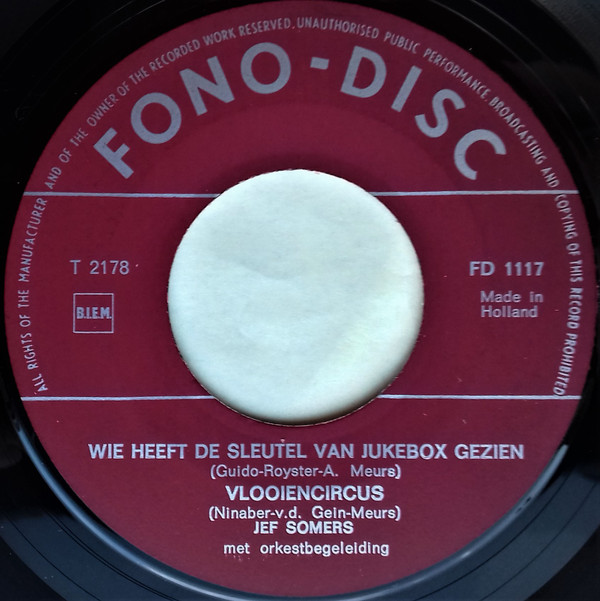 ALL RIGHTS OF THE MANUFACTURER AND OF THE OWNER OF THE RECORDED WORK RESERVED. UNAUTHORISED PUBLIC PERFORMANCE, BROADCASTING AND COPYING OF THIS RECORD PROHIBITED
FONO-DISC
T 2178
FD 1117
B.I.E.M.
Made in
Holland
WIE HEEFT DE SLEUTEL VAN JUKEBOX GEZIEN
(Guido-Royster-A. Meurs)
VLOOIENCIRCUS
(Ninaber-v.d. Gein-Meurs)
JEF SOMERS
met orkestbegeleiding